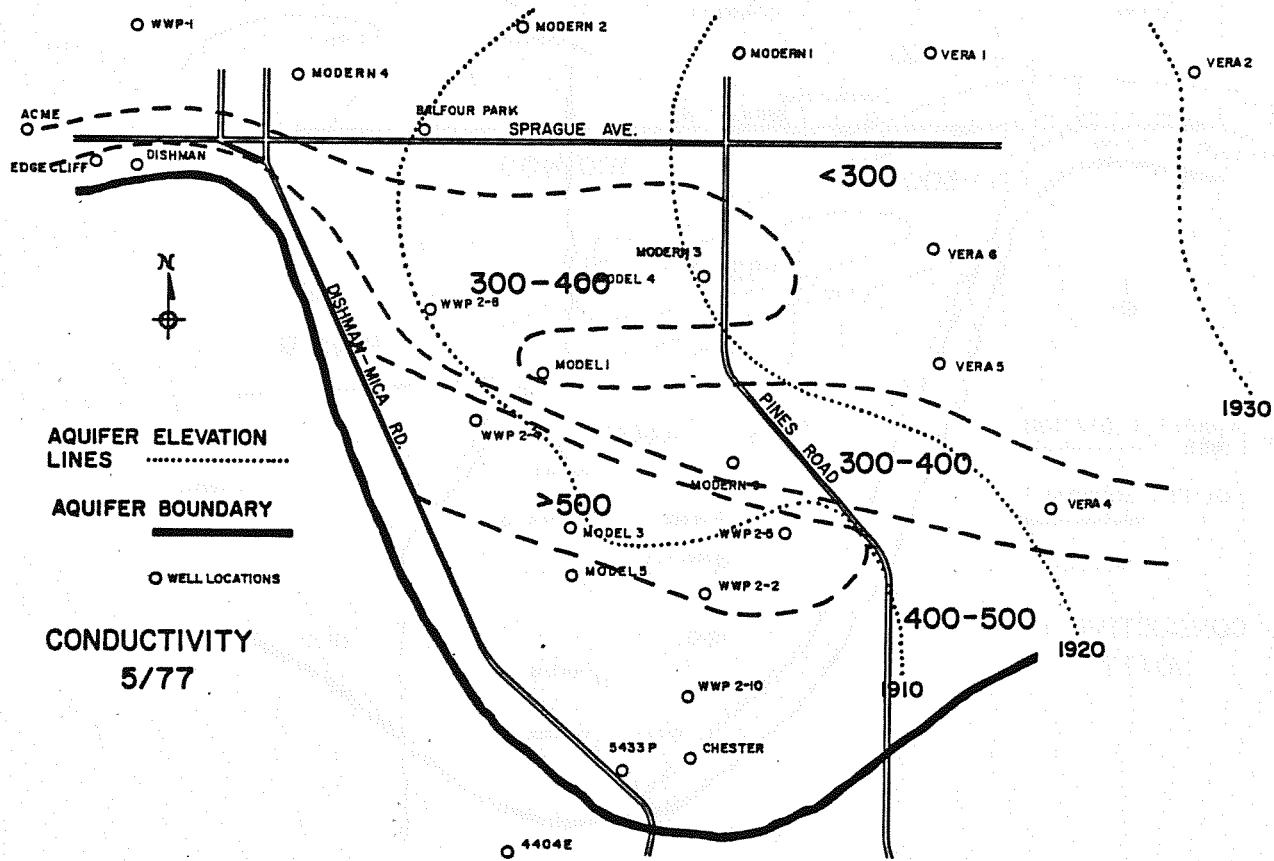 WWP-1
MODERN 2
MODERN 1
VERA 1
VERA 2
MODERN 4
ACME
BALFOUR PARK
SPRAGUE AVE.
EDGECLIFF
DISHMAN
<300
N
MODERN 3
VERA 6
300-400
MODEL 4
WWP 2-8
DISHMAN-MICA RD.
MODEL 1
VERA 5
1930
PINES ROAD
AQUIFER ELEVATION
LINES
WWP 2-
300-400
MODERN
>500
VERA 4
AQUIFER BOUNDARY
MODEL 3
WWP 2-5
WELL LOCATIONS
MODEL 5
WWP 2-2
400-500
CONDUCTIVITY
5/77
1920
WWP 2-10
1910
5433 P
CHESTER
4404E